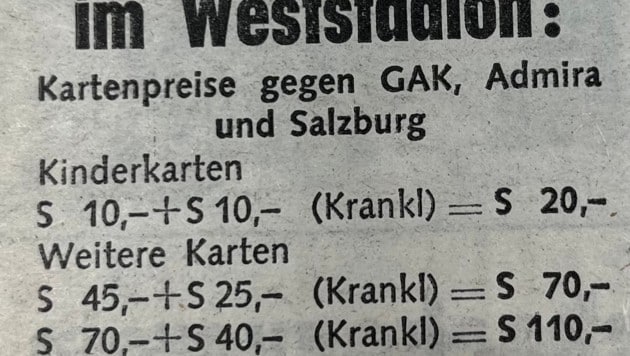 im Weststadion:
Kartenpreise gegen GAK, Admira
und Salzburg
Kinderkarten
S 10,-+S 10,- (Krankl) = S 20,-
Weitere Karten
S 45,-+S 25,- (Krankl) = S 70,-
S 70,-+S 40,- (Krankl) = S 110,-